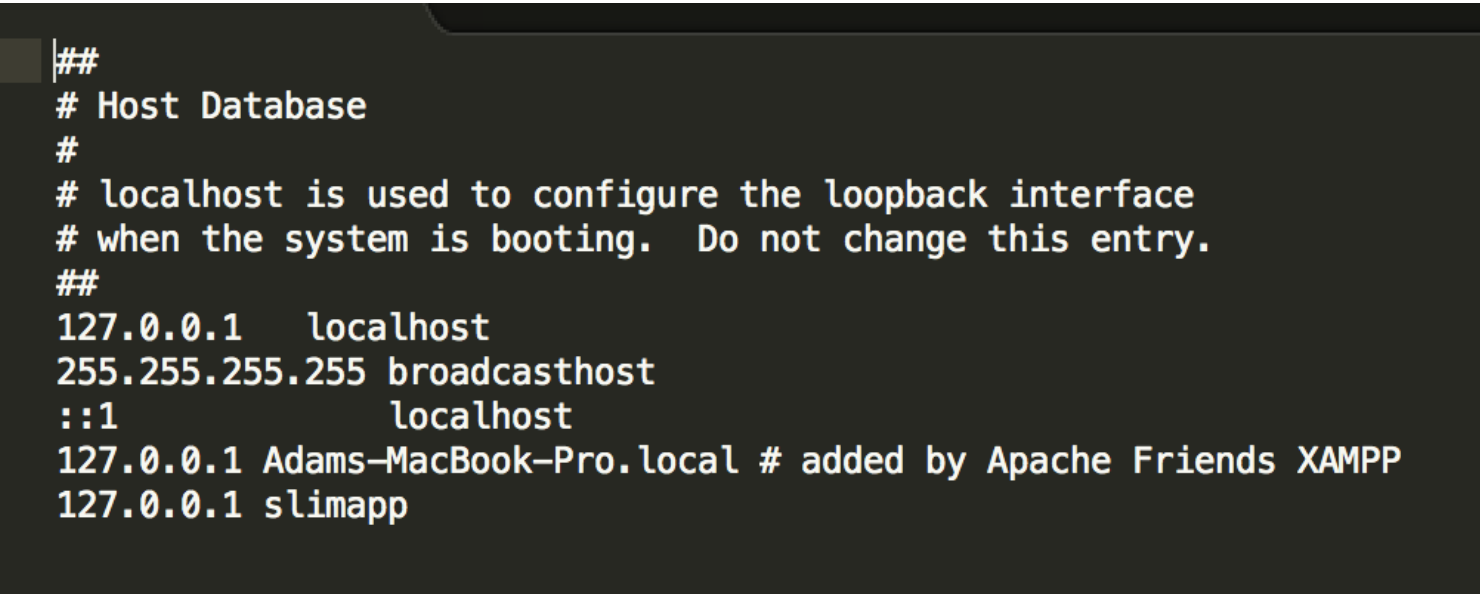 ##
# Host Database
#
# localhost is used to configure the loopback interface
# when the system is booting.  Do not change this entry.
##
127.0.0.1   localhost
255.255.255.255 broadcasthost
::1             localhost
127.0.0.1 Adams-MacBook-Pro.local # added by Apache Friends XAMPP
127.0.0.1 slimapp